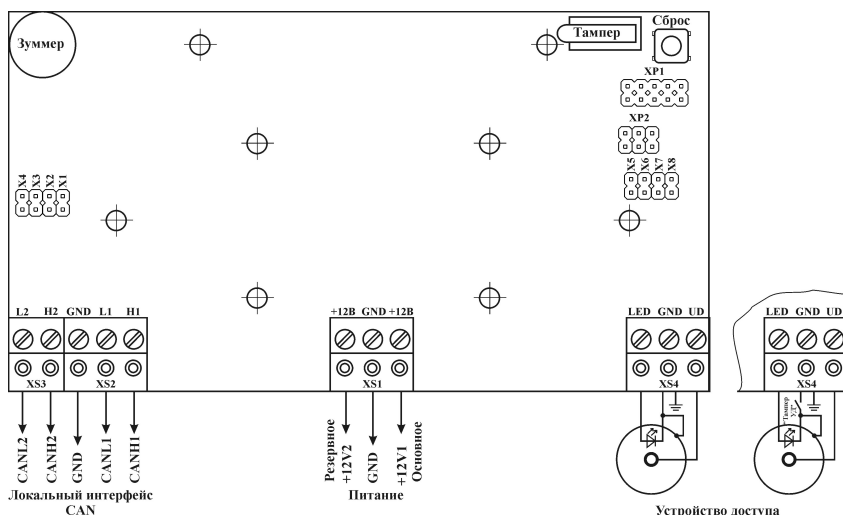 Зуммер
Тампер
Сброс
XP1
XP2
X5 X6 X7 X8
X4 X3 X2 X1
L2 H2 GND L1 H1
+12В GND +12В
LED GND UD
LED GND UD
XS3 XS2
XS1
XS4
XS4
CANL2
CANH2
GND
CANL1
CANH1
Резервное
+12V2
GND
+12V1
Основное
"Тампер
УД"
Локальный интерфейс
CAN
Питание
Устройство доступа